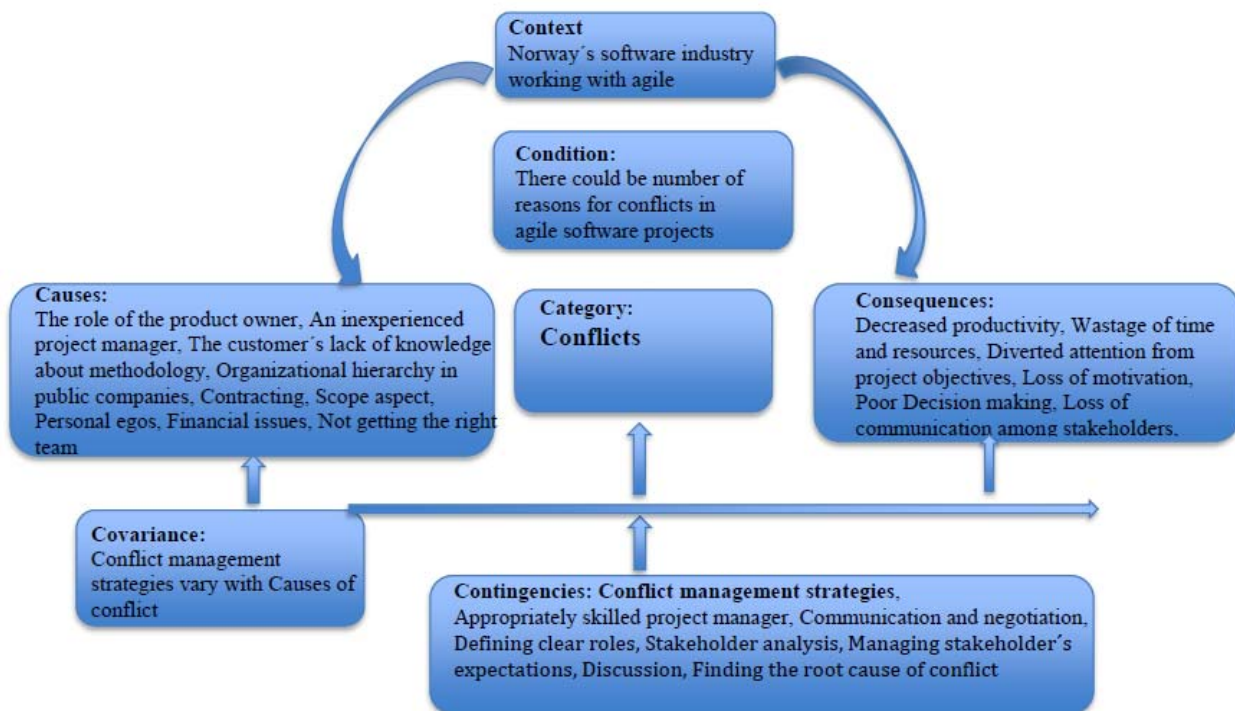 Context
Norway´s software industry
working with agile
Condition:
There could be number of
reasons for conflicts in
agile software projects
Causes:
The role of the product owner, An inexperienced
project manager, The customer´s lack of knowledge
about methodology, Organizational hierarchy in
public companies, Contracting, Scope aspect,
Personal egos, Financial issues, Not getting the right
team
Category:
Conflicts
Consequences:
Decreased productivity, Wastage of time
and resources, Diverted attention from
project objectives, Loss of motivation,
Poor Decision making, Loss of
communication among stakeholders,
Covariance:
Conflict management
strategies vary with Causes of
conflict
Contingencies: Conflict management strategies,
Appropriately skilled project manager, Communication and negotiation,
Defining clear roles, Stakeholder analysis, Managing stakeholder´s
expectations, Discussion, Finding the root cause of conflict